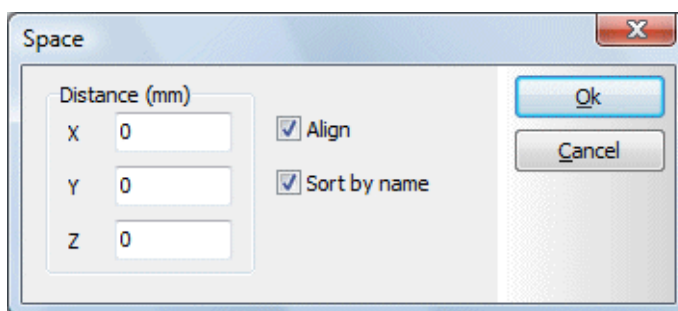 Space
Distance (mm)
X 0
Y 0
Z 0
Align
Sort by name
Ok
Cancel